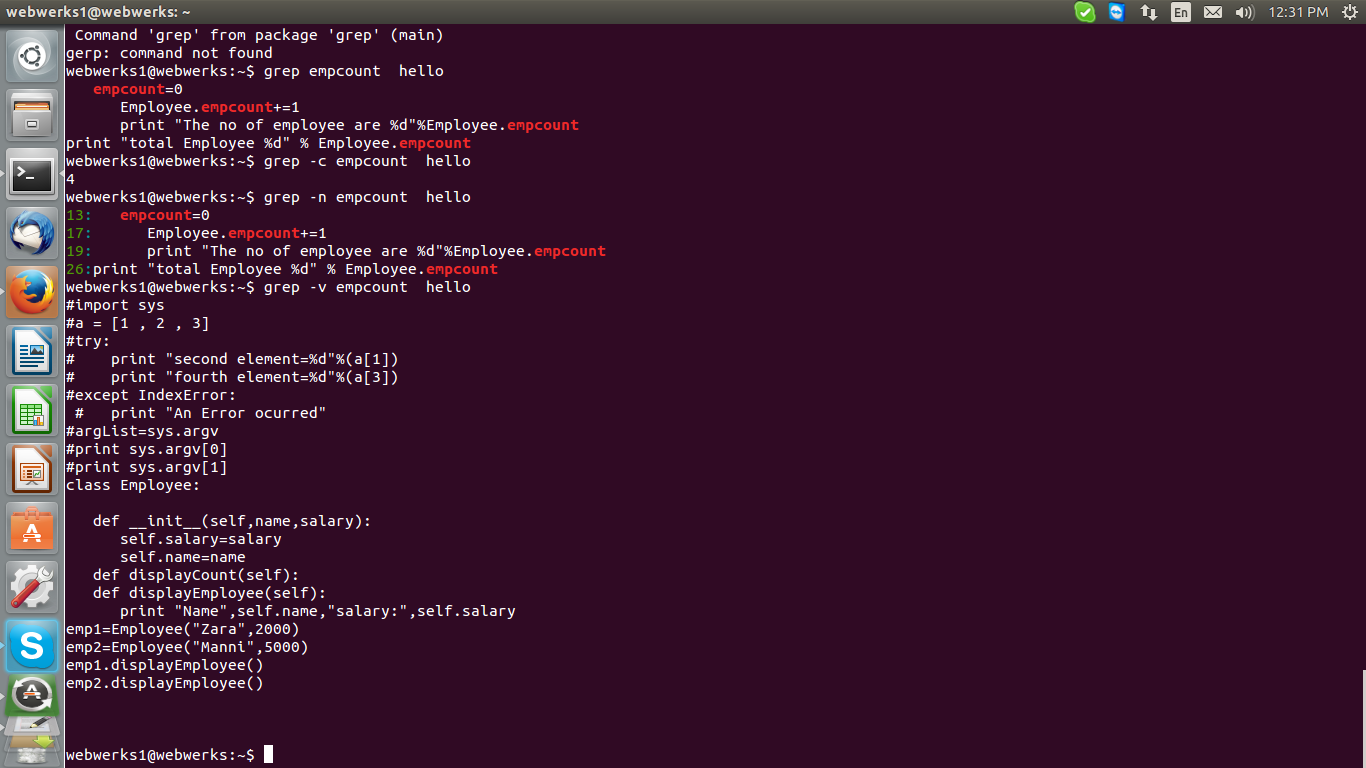 webwerks1@webwerks: ~
En
12:31 PM
 Command 'grep' from package 'grep' (main)
gerp: command not found
webwerks1@webwerks:~$ grep empcount  hello
   empcount=0
      Employee.empcount+=1
      print "The no of employee are %d"%Employee.empcount
print "total Employee %d" % Employee.empcount
webwerks1@webwerks:~$ grep -c empcount  hello
4
webwerks1@webwerks:~$ grep -n empcount  hello
13:   empcount=0
17:      Employee.empcount+=1
19:      print "The no of employee are %d"%Employee.empcount
26:print "total Employee %d" % Employee.empcount
webwerks1@webwerks:~$ grep -v empcount  hello
#import sys
#a = [1 , 2 , 3]
#try:
#    print "second element=%d"%(a[1])
#    print "fourth element=%d"%(a[3])
#except IndexError:
 #   print "An Error ocurred"
#argList=sys.argv
#print sys.argv[0]
#print sys.argv[1]
class Employee:

   def __init__(self,name,salary):
      self.salary=salary
      self.name=name
   def displayCount(self):
   def displayEmployee(self):
      print "Name",self.name,"salary:",self.salary
emp1=Employee("Zara",2000)
emp2=Employee("Manni",5000)
emp1.displayEmployee()
emp2.displayEmployee()



webwerks1@webwerks:~$